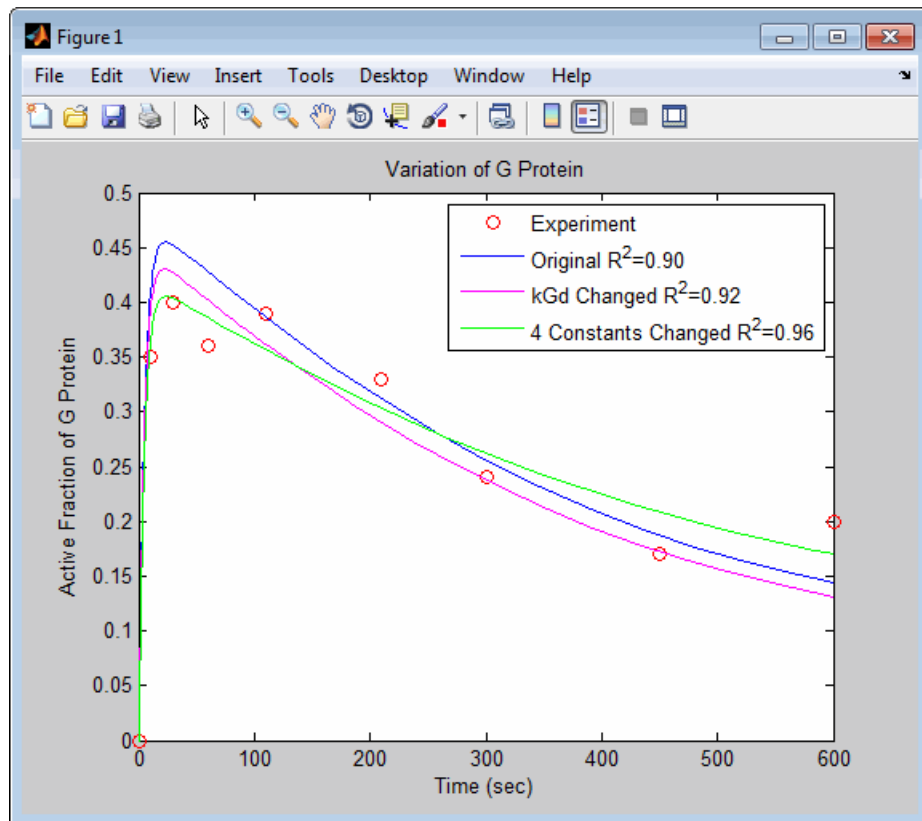 Figure 1
File Edit View Insert Tools Desktop Window Help
Variation of G Protein
Experiment
Original R²=0.90
kGd Changed R²=0.92
4 Constants Changed R²=0.96
Active Fraction of G Protein
0.5
0.45
0.4
0.35
0.3
0.25
0.2
0.15
0.1
0.05
0
0 100 200 300 400 500 600
Time (sec)